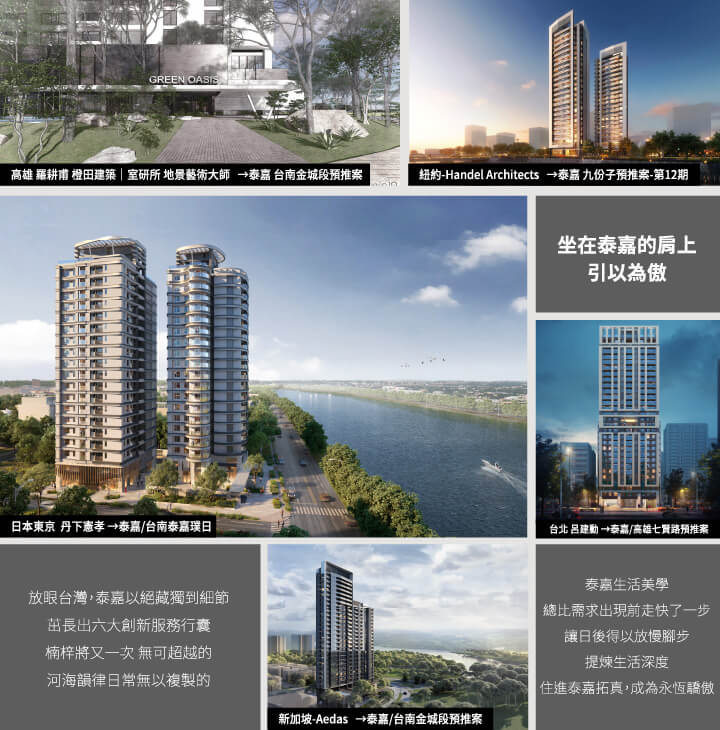 GREEN OASIS
高雄 羅耕甫 橙田建築｜室研所 地景藝術大師 →泰嘉 台南金城段預推案
紐約-Handel Architects →泰嘉 九份子預推案-第12期
坐在泰嘉的肩上
引以為傲
日本東京 丹下憲孝 →泰嘉/台南泰嘉璞日
台北 呂建勳 →泰嘉/高雄七賢路預推案
放眼台灣，泰嘉以絕藏獨到細節
茁長出六大創新服務行囊
楠梓將又一次 無可超越的
河海韻律日常無以複製的
新加坡-Aedas →泰嘉/台南金城段預推案
泰嘉生活美學
總比需求出現前走快了一步
讓日後得以放慢腳步
提煉生活深度
住進泰嘉拓真，成為永恆驕傲